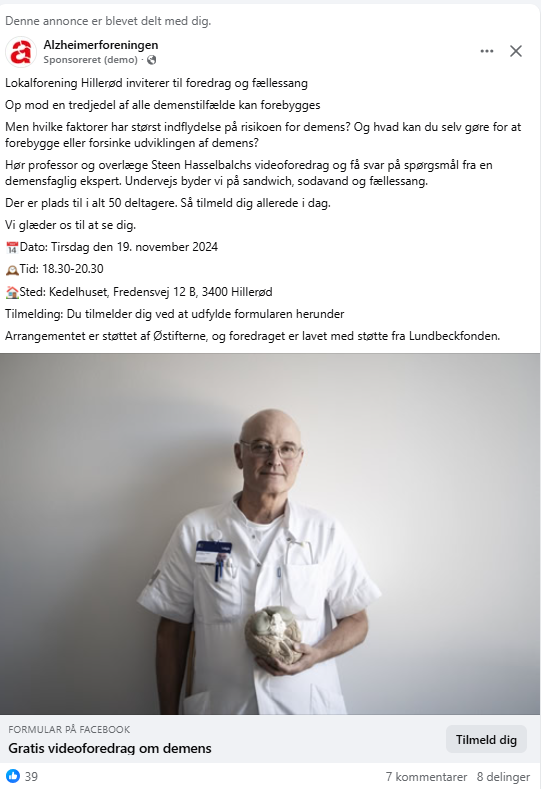 Denne annonce er blevet delt med dig.
Alzheimerforeningen
Sponsoreret (demo) ·
Lokalforening Hillerød inviterer til foredrag og fællessang
Op mod en tredjedel af alle demenstilfælde kan forebygges
Men hvilke faktorer har størst indflydelse på risikoen for demens? Og hvad kan du selv gøre for at
forebygge eller forsinke udviklingen af demens?
Hør professor og overlæge Steen Hasselbalchs videoforedrag og få svar på spørgsmål fra en
demensfaglig ekspert. Undervejs byder vi på sandwich, sodavand og fællessang.
Der er plads til i alt 50 deltagere. Så tilmeld dig allerede i dag.
Vi glæder os til at se dig.
📅Dato: Tirsdag den 19. november 2024
🕰Tid: 18.30-20.30
🏠Sted: Kedelhuset, Fredensvej 12 B, 3400 Hillerød
Tilmelding: Du tilmelder dig ved at udfylde formularen herunder
Arrangementet er støttet af Østifterne, og foredraget er lavet med støtte fra Lundbeckfonden.
FORMULAR PÅ FACEBOOK
Gratis videoforedrag om demens
Tilmeld dig
39
7 kommentarer 8 delinger